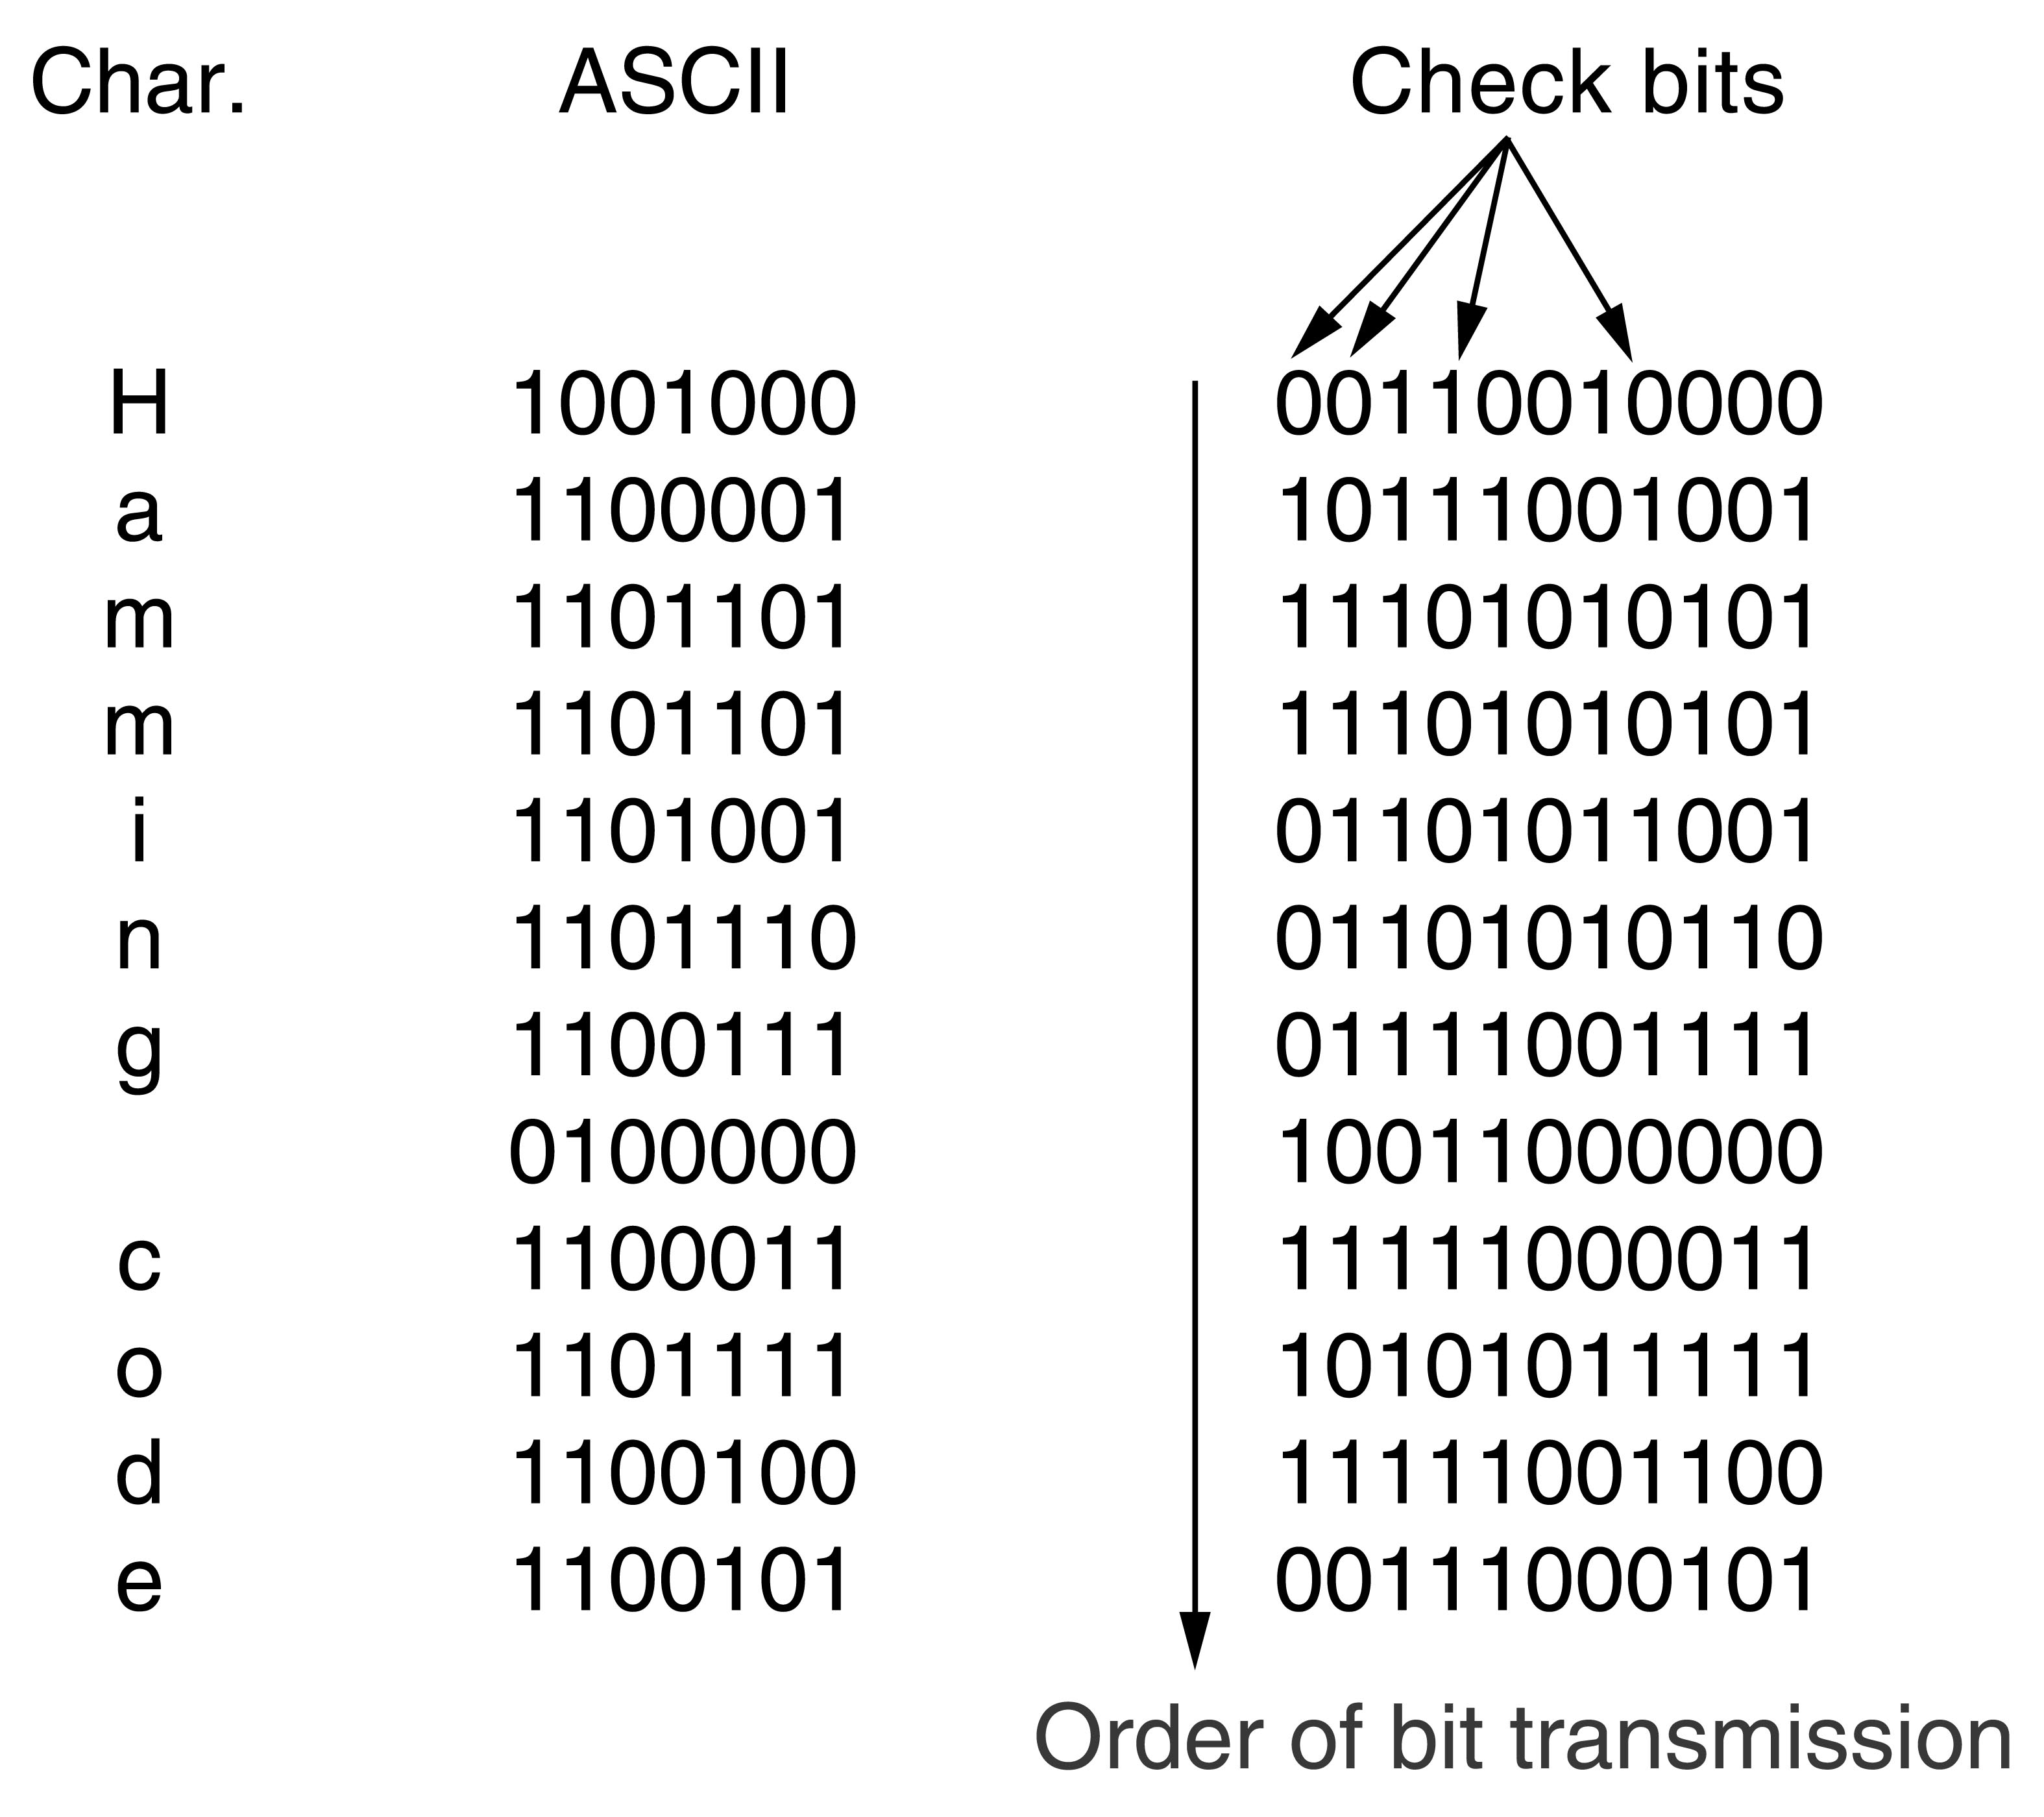 Char. ASCII Check bits
H 1001000 00110010000
a 1100001 10111001001
m 1101101 11101010101
m 1101101 11101010101
i 1101001 01101011001
n 1101110 01101010110
g 1100111 01111001111
0100000 10011000000
c 1100011 11111000011
o 1101111 10101011111
d 1100100 11111001100
e 1100101 00111000101
Order of bit transmission